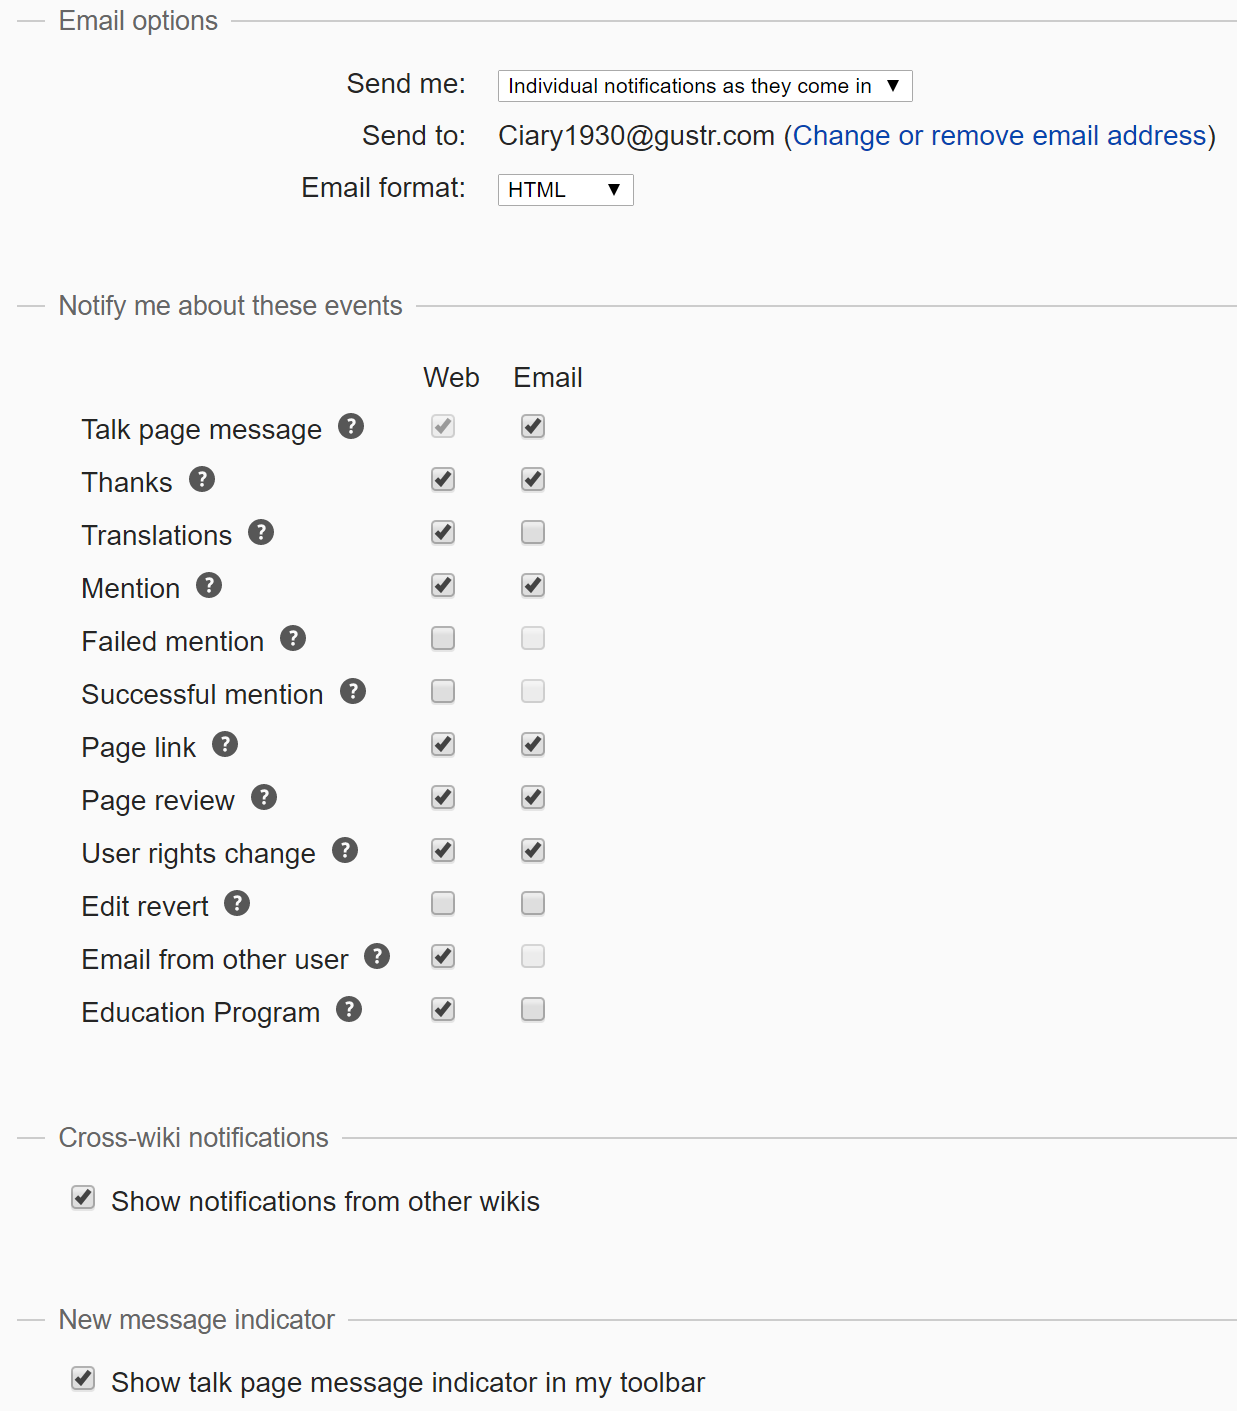 Email options
Send me: Individual notifications as they come in ▼
Send to: Ciary1930@gustr.com (Change or remove email address)
Email format: HTML ▼
Notify me about these events
Web Email
Talk page message ?
Thanks ?
Translations ?
Mention ?
Failed mention ?
Successful mention ?
Page link ?
Page review ?
User rights change ?
Edit revert ?
Email from other user ?
Education Program ?
Cross-wiki notifications
Show notifications from other wikis
New message indicator
Show talk page message indicator in my toolbar